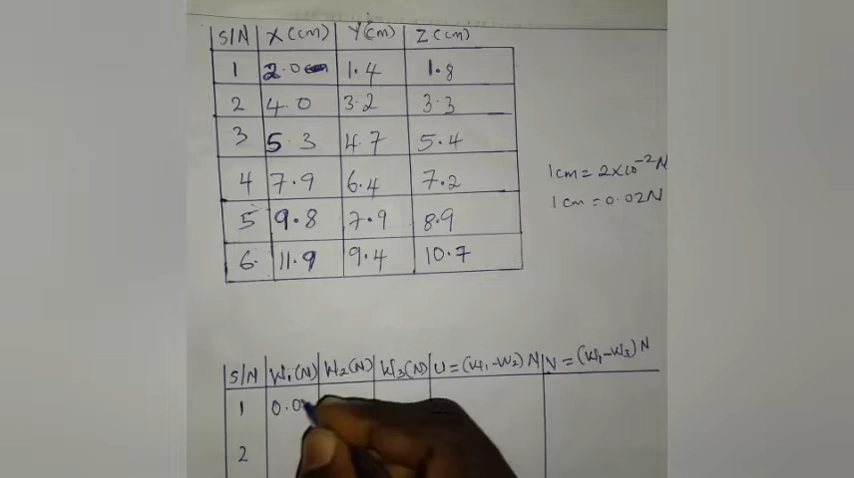 S/N X(cm) Y(cm) Z(cm)
1 2.0 1.4 1.8
2 4.0 3.2 3.3
3 5.3 4.7 5.4
4 7.9 6.4 7.2
5 9.8 7.9 8.9
6. 11.9 9.4 10.7
1cm = 2×10⁻²N
1cm = 0.02N
S/N W₁(N) W₂(N) W₃(N) U=(W₁-W₂)N V=(W₁-W₃)N
1 0.0
2